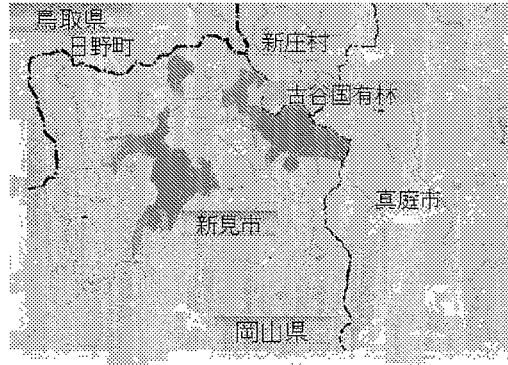 鳥取県
日野町
新庄村
古谷国有林
真庭市
新見市
岡山県